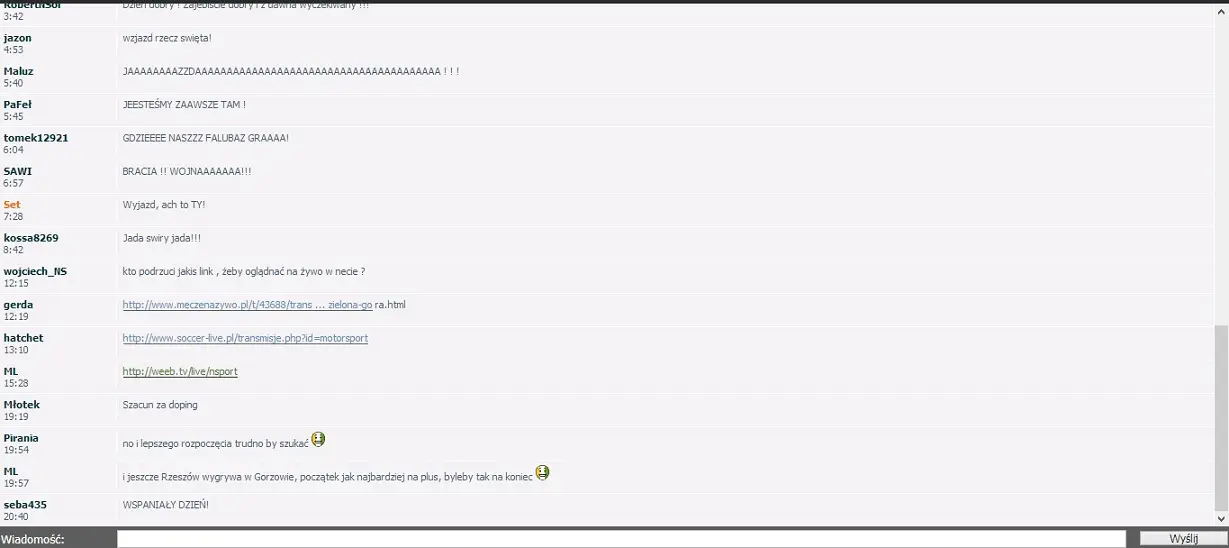 RobertNSol Dzień dobry ! Zajebiście dobry i z dawna wyczekiwany !!!
3:42
jazon wzjazd rzecz swięta!
4:53
Maluz JAAAAAAAAZZDAAAAAAAAAAAAAAAAAAAAAAAAAAAAAAAAAAAAAAA ! ! !
5:40
PaFeł JEESTEŚMY ZAAWSZE TAM !
5:45
tomek12921 GDZIEEEE NASZZZ FALUBAZ GRAAAA!
6:04
SAWI BRACIA !! WOJNAAAAAAA!!!
6:57
Set Wyjazd, ach to TY!
7:28
kossa8269 Jada swiry jada!!!
8:42
wojciech_NS kto podrzuci jakis link , żeby oglądnać na żywo w necie ?
12:15
gerda http://www.meczenazywo.pl/t/43688/trans ... zielona-go ra.html
12:19
hatchet http://www.soccer-live.pl/transmisje.php?id=motorsport
13:10
ML http://weeb.tv/live/nsport
15:28
Młotek Szacun za doping
19:19
Pirania no i lepszego rozpoczęcia trudno by szukać
19:54
ML i jeszcze Rzeszów wygrywa w Gorzowie, początek jak najbardziej na plus, byleby tak na koniec
19:57
seba435 WSPANIAŁY DZIEŃ!
20:40
Wiadomość: Wyślij